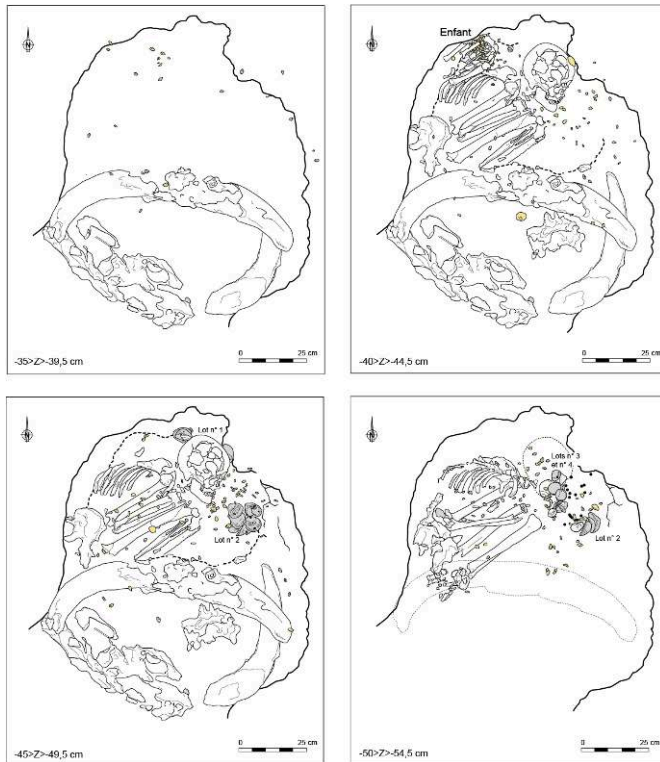 N
-35>Z>-39,5 cm
0 25 cm
N
Enfant
-40>Z>-44,5 cm
0 25 cm
N
Lot n° 1
Lot n° 2
-45>Z>-49,5 cm
0 25 cm
N
Lots n° 3
et n° 4
Lot n° 2
-50>Z>-54,5 cm
0 25 cm